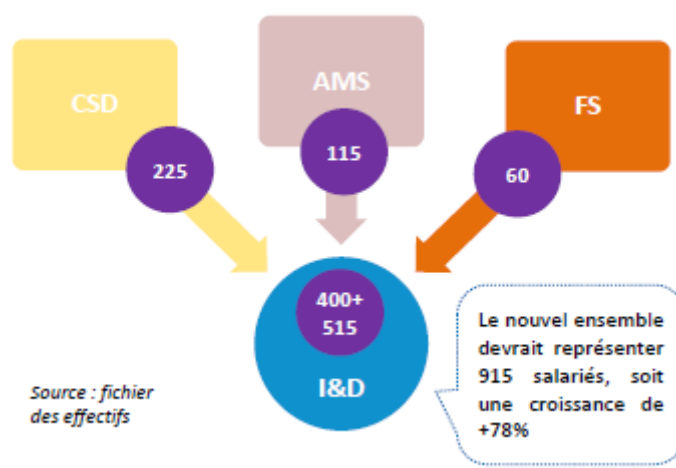 CSD
AMS
FS
225
115
60
400+
515
I&D
Le nouvel ensemble
devrait représenter
915 salariés, soit
une croissance de
+78%
Source : fichier
des effectifs